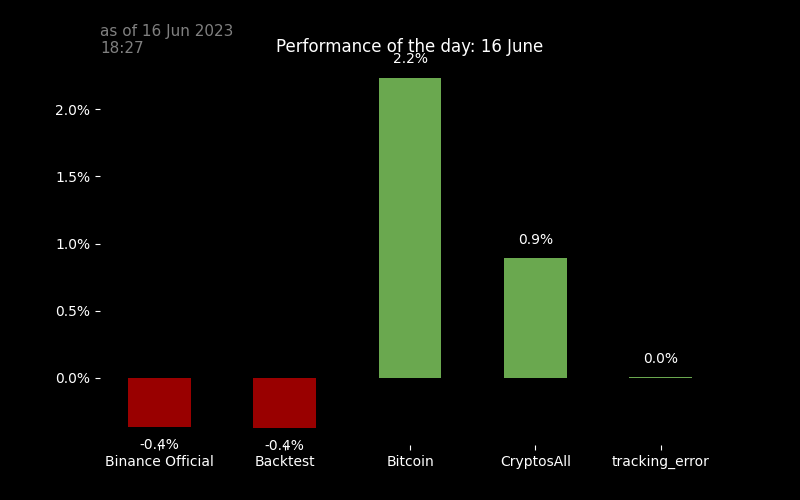 as of 16 Jun 2023
18:27
Performance of the day: 16 June
2.2%
2.0%
1.5%
1.0%
0.5%
0.0%
0.9%
0.0%
-0.4%
-0.4%
Binance Official
Backtest
Bitcoin
CryptosAll
tracking_error